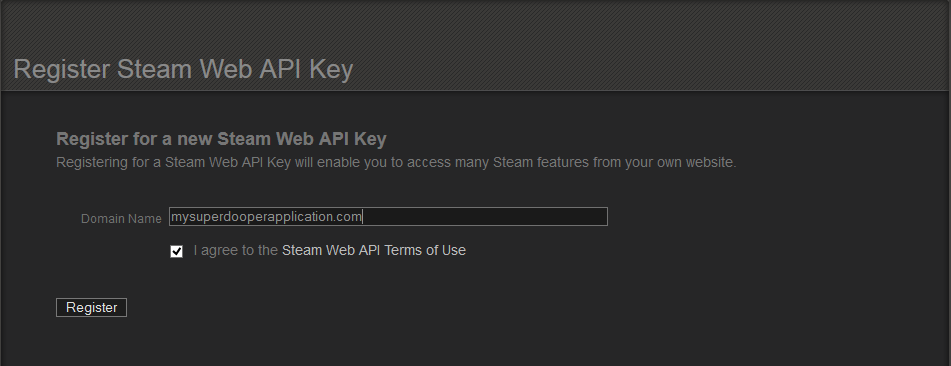 Register Steam Web API Key
Register for a new Steam Web API Key
Registering for a Steam Web API Key will enable you to access many Steam features from your own website.
Domain Name mysuperdooperapplication.com
I agree to the Steam Web API Terms of Use
Register